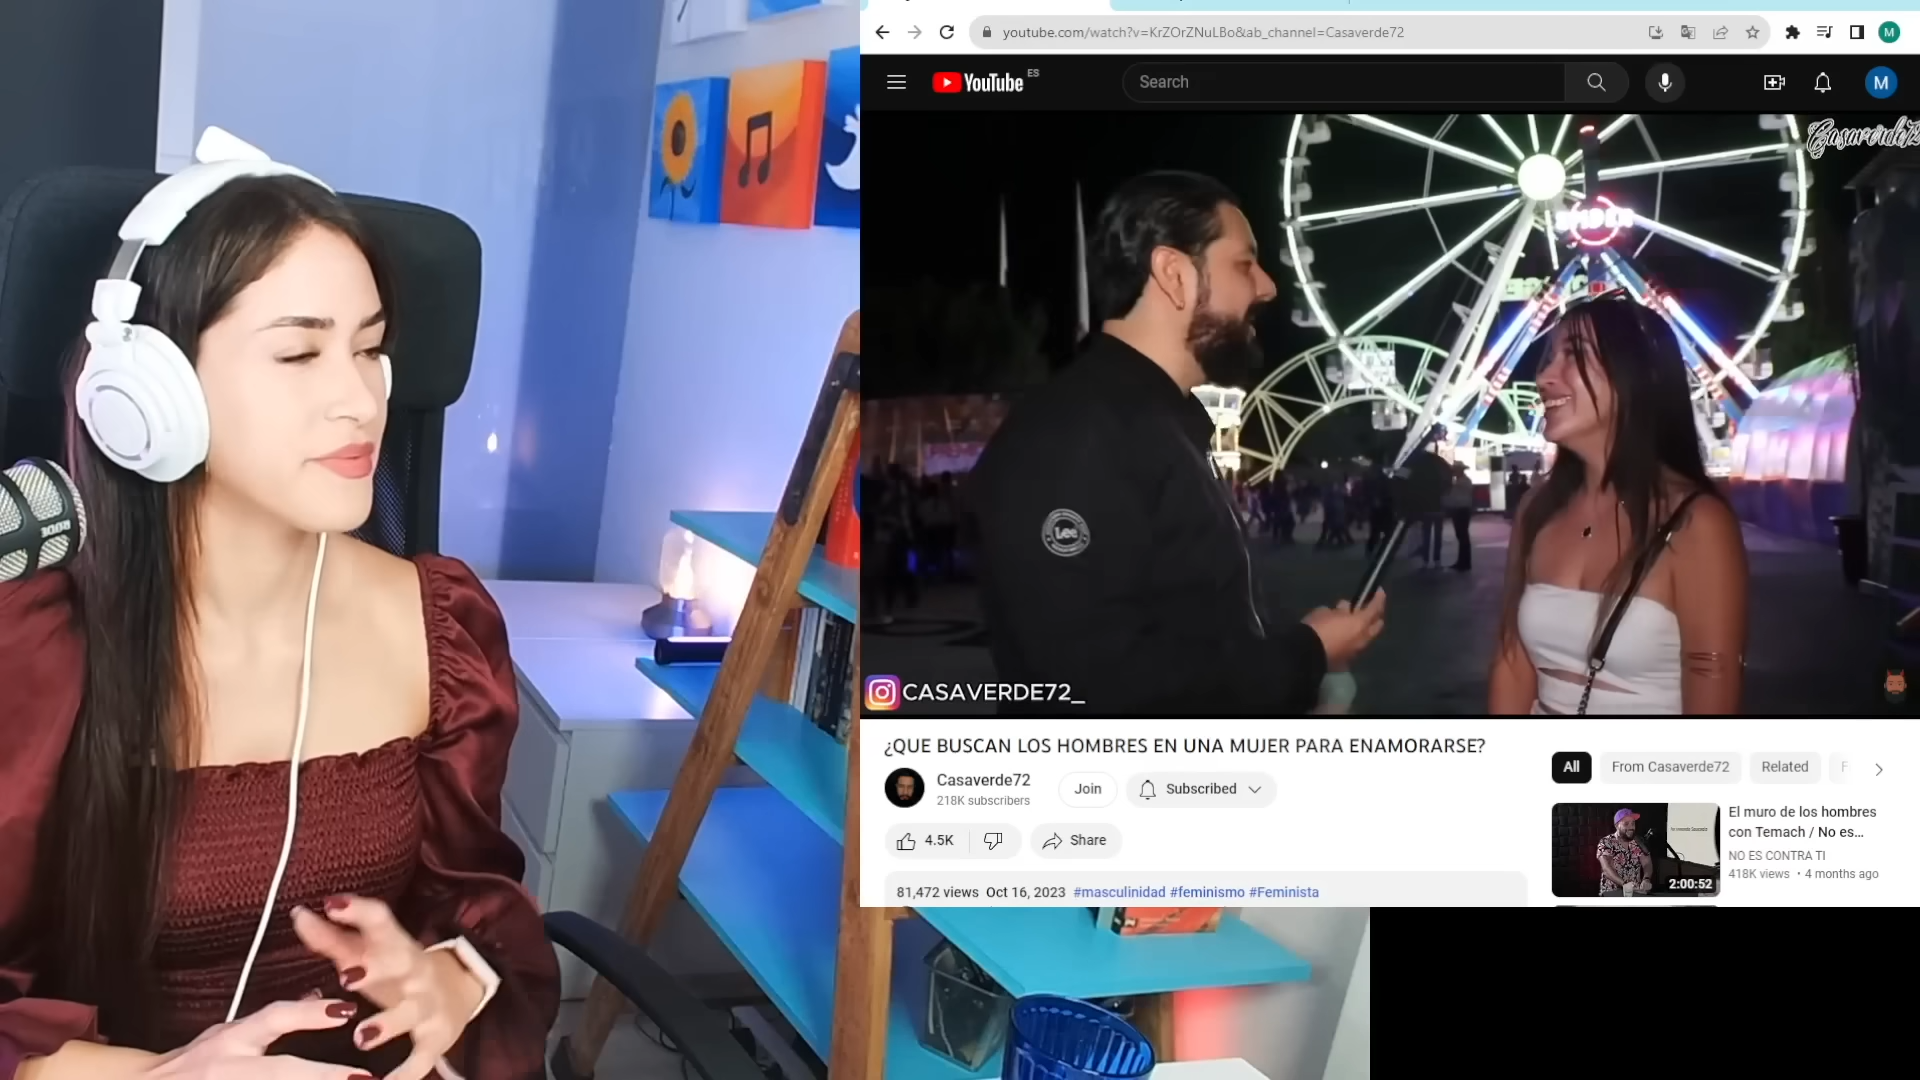 youtube.com/watch?v=KrZOrZNuLBo&ab_channel=Casaverde72
M
YouTube ES
Search
M
Casaverde72
SPIDER
Lee
RODE
CASAVERDE72_
¿QUE BUSCAN LOS HOMBRES EN UNA MUJER PARA ENAMORARSE?
Casaverde72
218K subscribers
Join
Subscribed
4.5K
Share
81,472 views Oct 16, 2023 #masculinidad #feminismo #Feminista
All
From Casaverde72
Related
F
El muro de los hombres
con Temach / No es...
NO ES CONTRA TI
418K views • 4 months ago
2:00:52